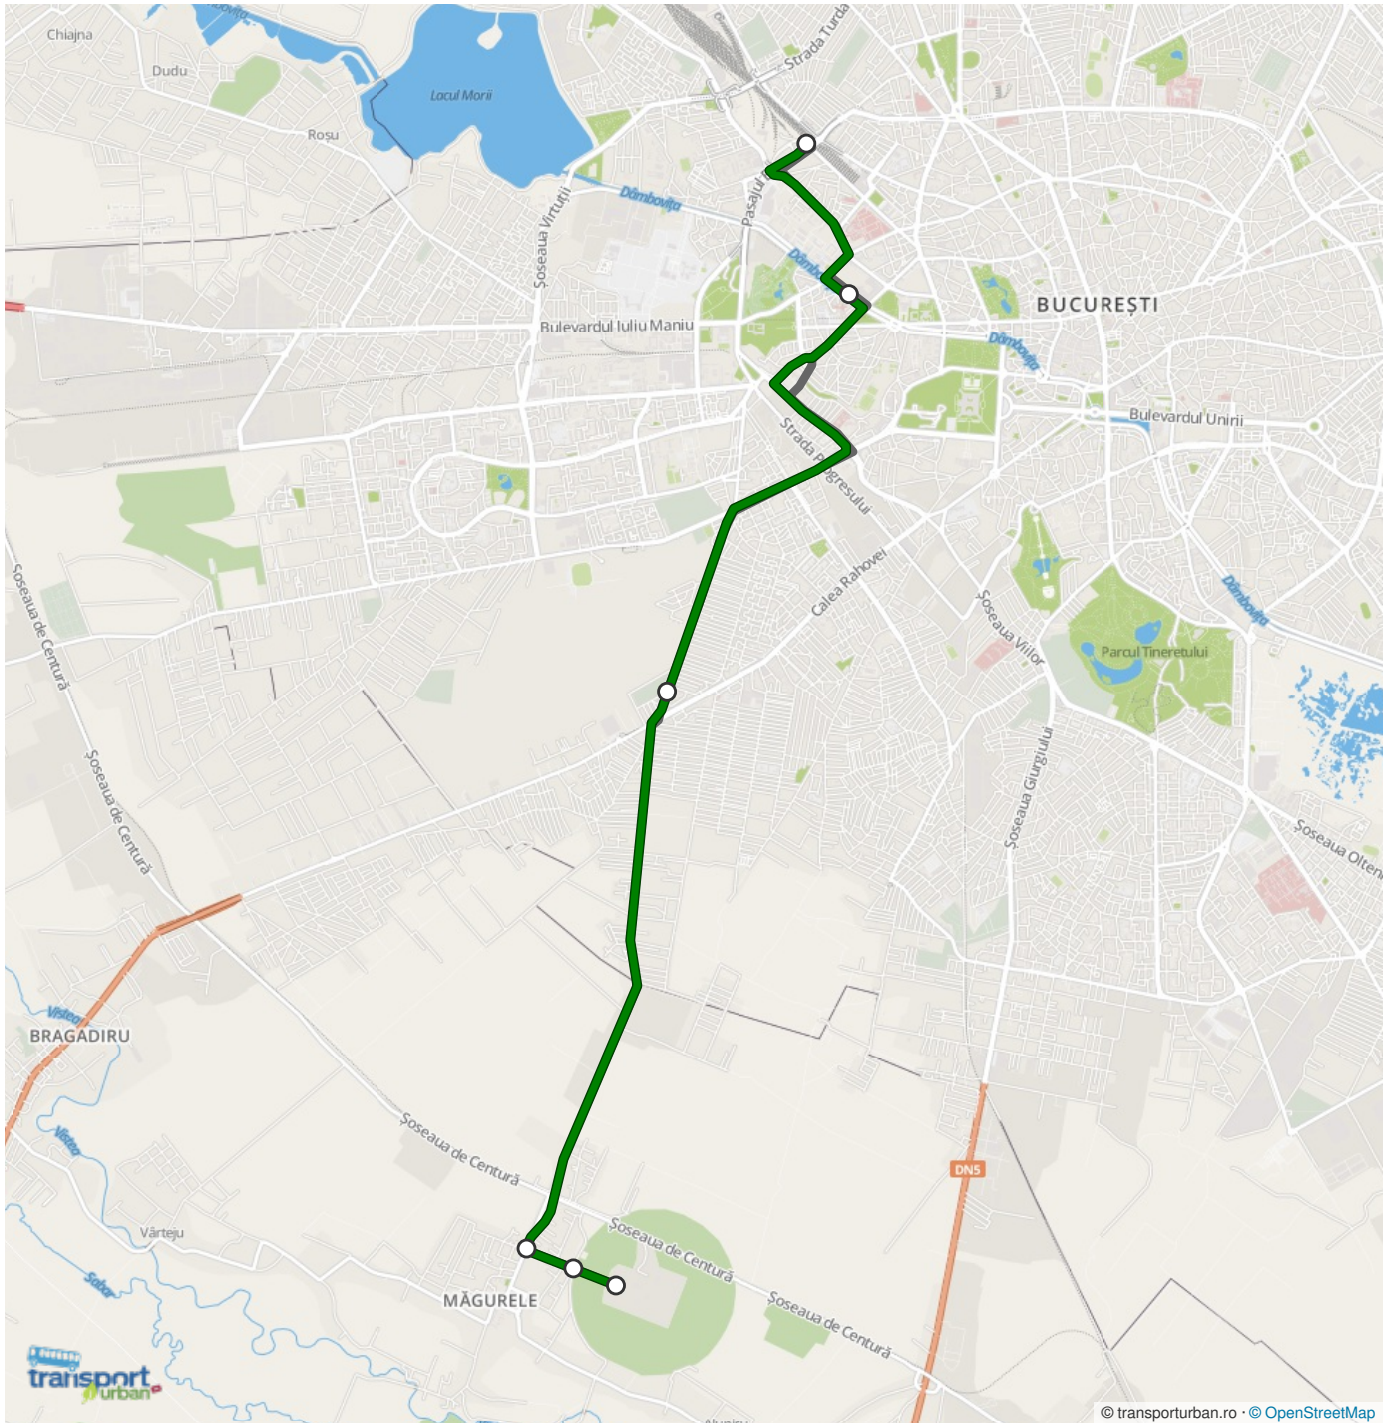 Dâmbovița
Chiajna
Strada Turda
Dudu
Lacul Morii
Roșu
Dâmbovița
Șoseaua Virtuții
Pasajul
Dâmb
BUCUREȘTI
Bulevardul Iuliu Maniu
Dâmbovița
Bulevardul Unirii
Strada Progresului
Calea Rahovei
Șoseaua de Centură
Șoseaua Viilor
Dâmbovița
Parcul Tineretului
Șoseaua de Centură
Șoseaua Giurgiului
Șoseaua Olteni
Vistea
BRAGADIRU
Vistea
Șoseaua de Centură
DN5
Vârteju
Șoseaua de Centură
Sabar
MĂGURELE
Șoseaua de Centură
transport
urban
© transporturban.ro · © OpenStreetMap